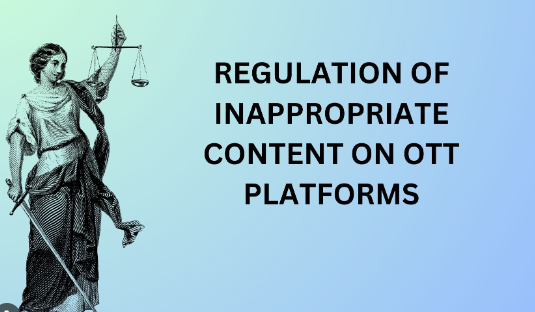 REGULATION OF
INAPPROPRIATE
CONTENT ON OTT
PLATFORMS